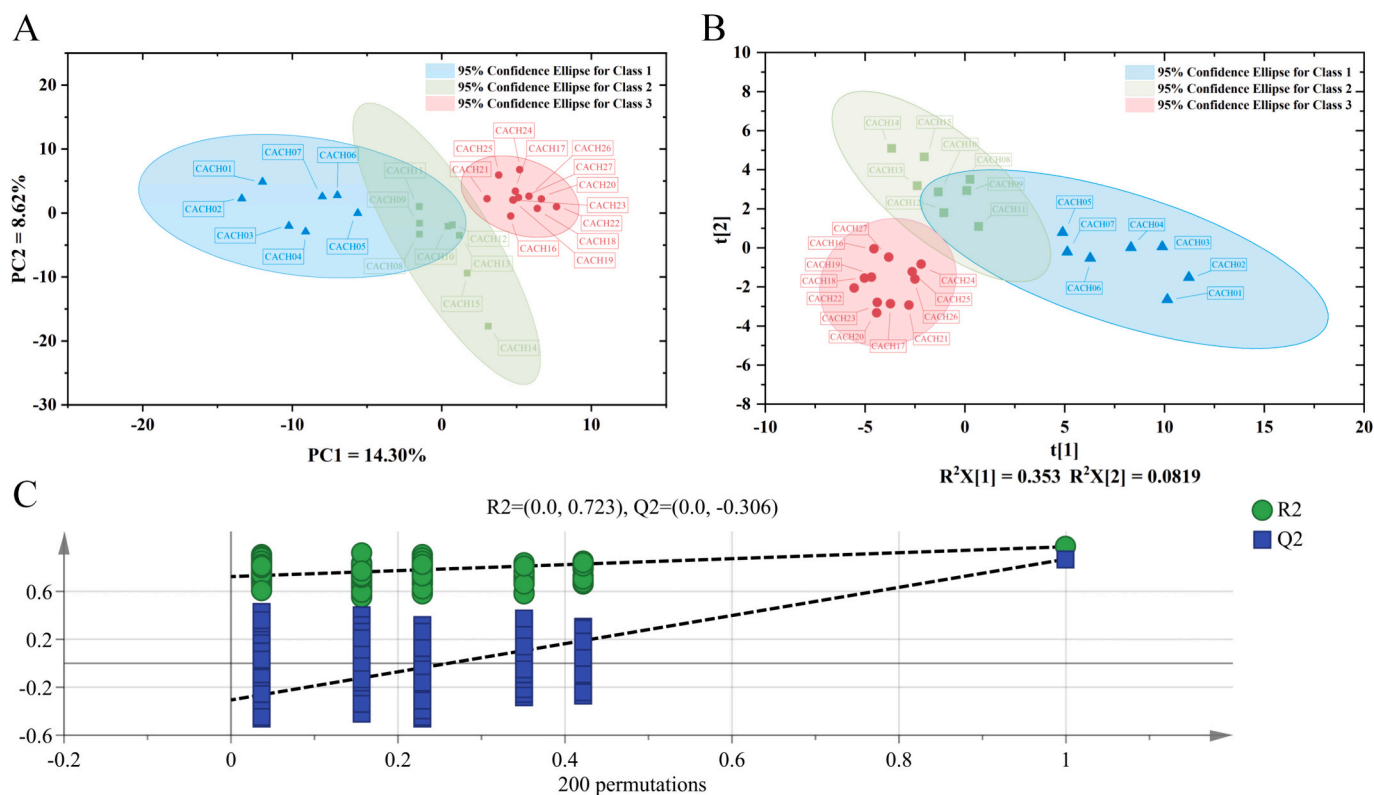 A
20
10
0
-10
-20
-30
PC2 = 8.62%
-20
-10
0
10
PC1 = 14.30%
95% Confidence Ellipse for Class 1
95% Confidence Ellipse for Class 2
95% Confidence Ellipse for Class 3
CACH01
CACH02
CACH03
CACH04
CACH05
CACH06
CACH07
CACH08
CACH09
CACH10
CACH11
CACH12
CACH13
CACH14
CACH15
CACH16
CACH17
CACH18
CACH19
CACH20
CACH21
CACH22
CACH23
CACH24
CACH25
CACH26
CACH27
B
10
8
6
4
2
0
-2
-4
-6
-8
t[2]
-10
-5
0
5
10
15
20
t[1]
R²X[1] = 0.353 R²X[2] = 0.0819
95% Confidence Ellipse for Class 1
95% Confidence Ellipse for Class 2
95% Confidence Ellipse for Class 3
CACH14
CACH15
CACH10
CACH08
CACH13
CACH09
CACH12
CACH11
CACH05
CACH07
CACH04
CACH03
CACH02
CACH06
CACH01
CACH27
CACH16
CACH19
CACH18
CACH22
CACH23
CACH20
CACH17
CACH21
CACH26
CACH25
CACH24
C
R2=(0.0, 0.723), Q2=(0.0, -0.306)
R2
Q2
0.6
0.2
-0.2
-0.6
-0.2
0
0.2
0.4
0.6
0.8
1
200 permutations